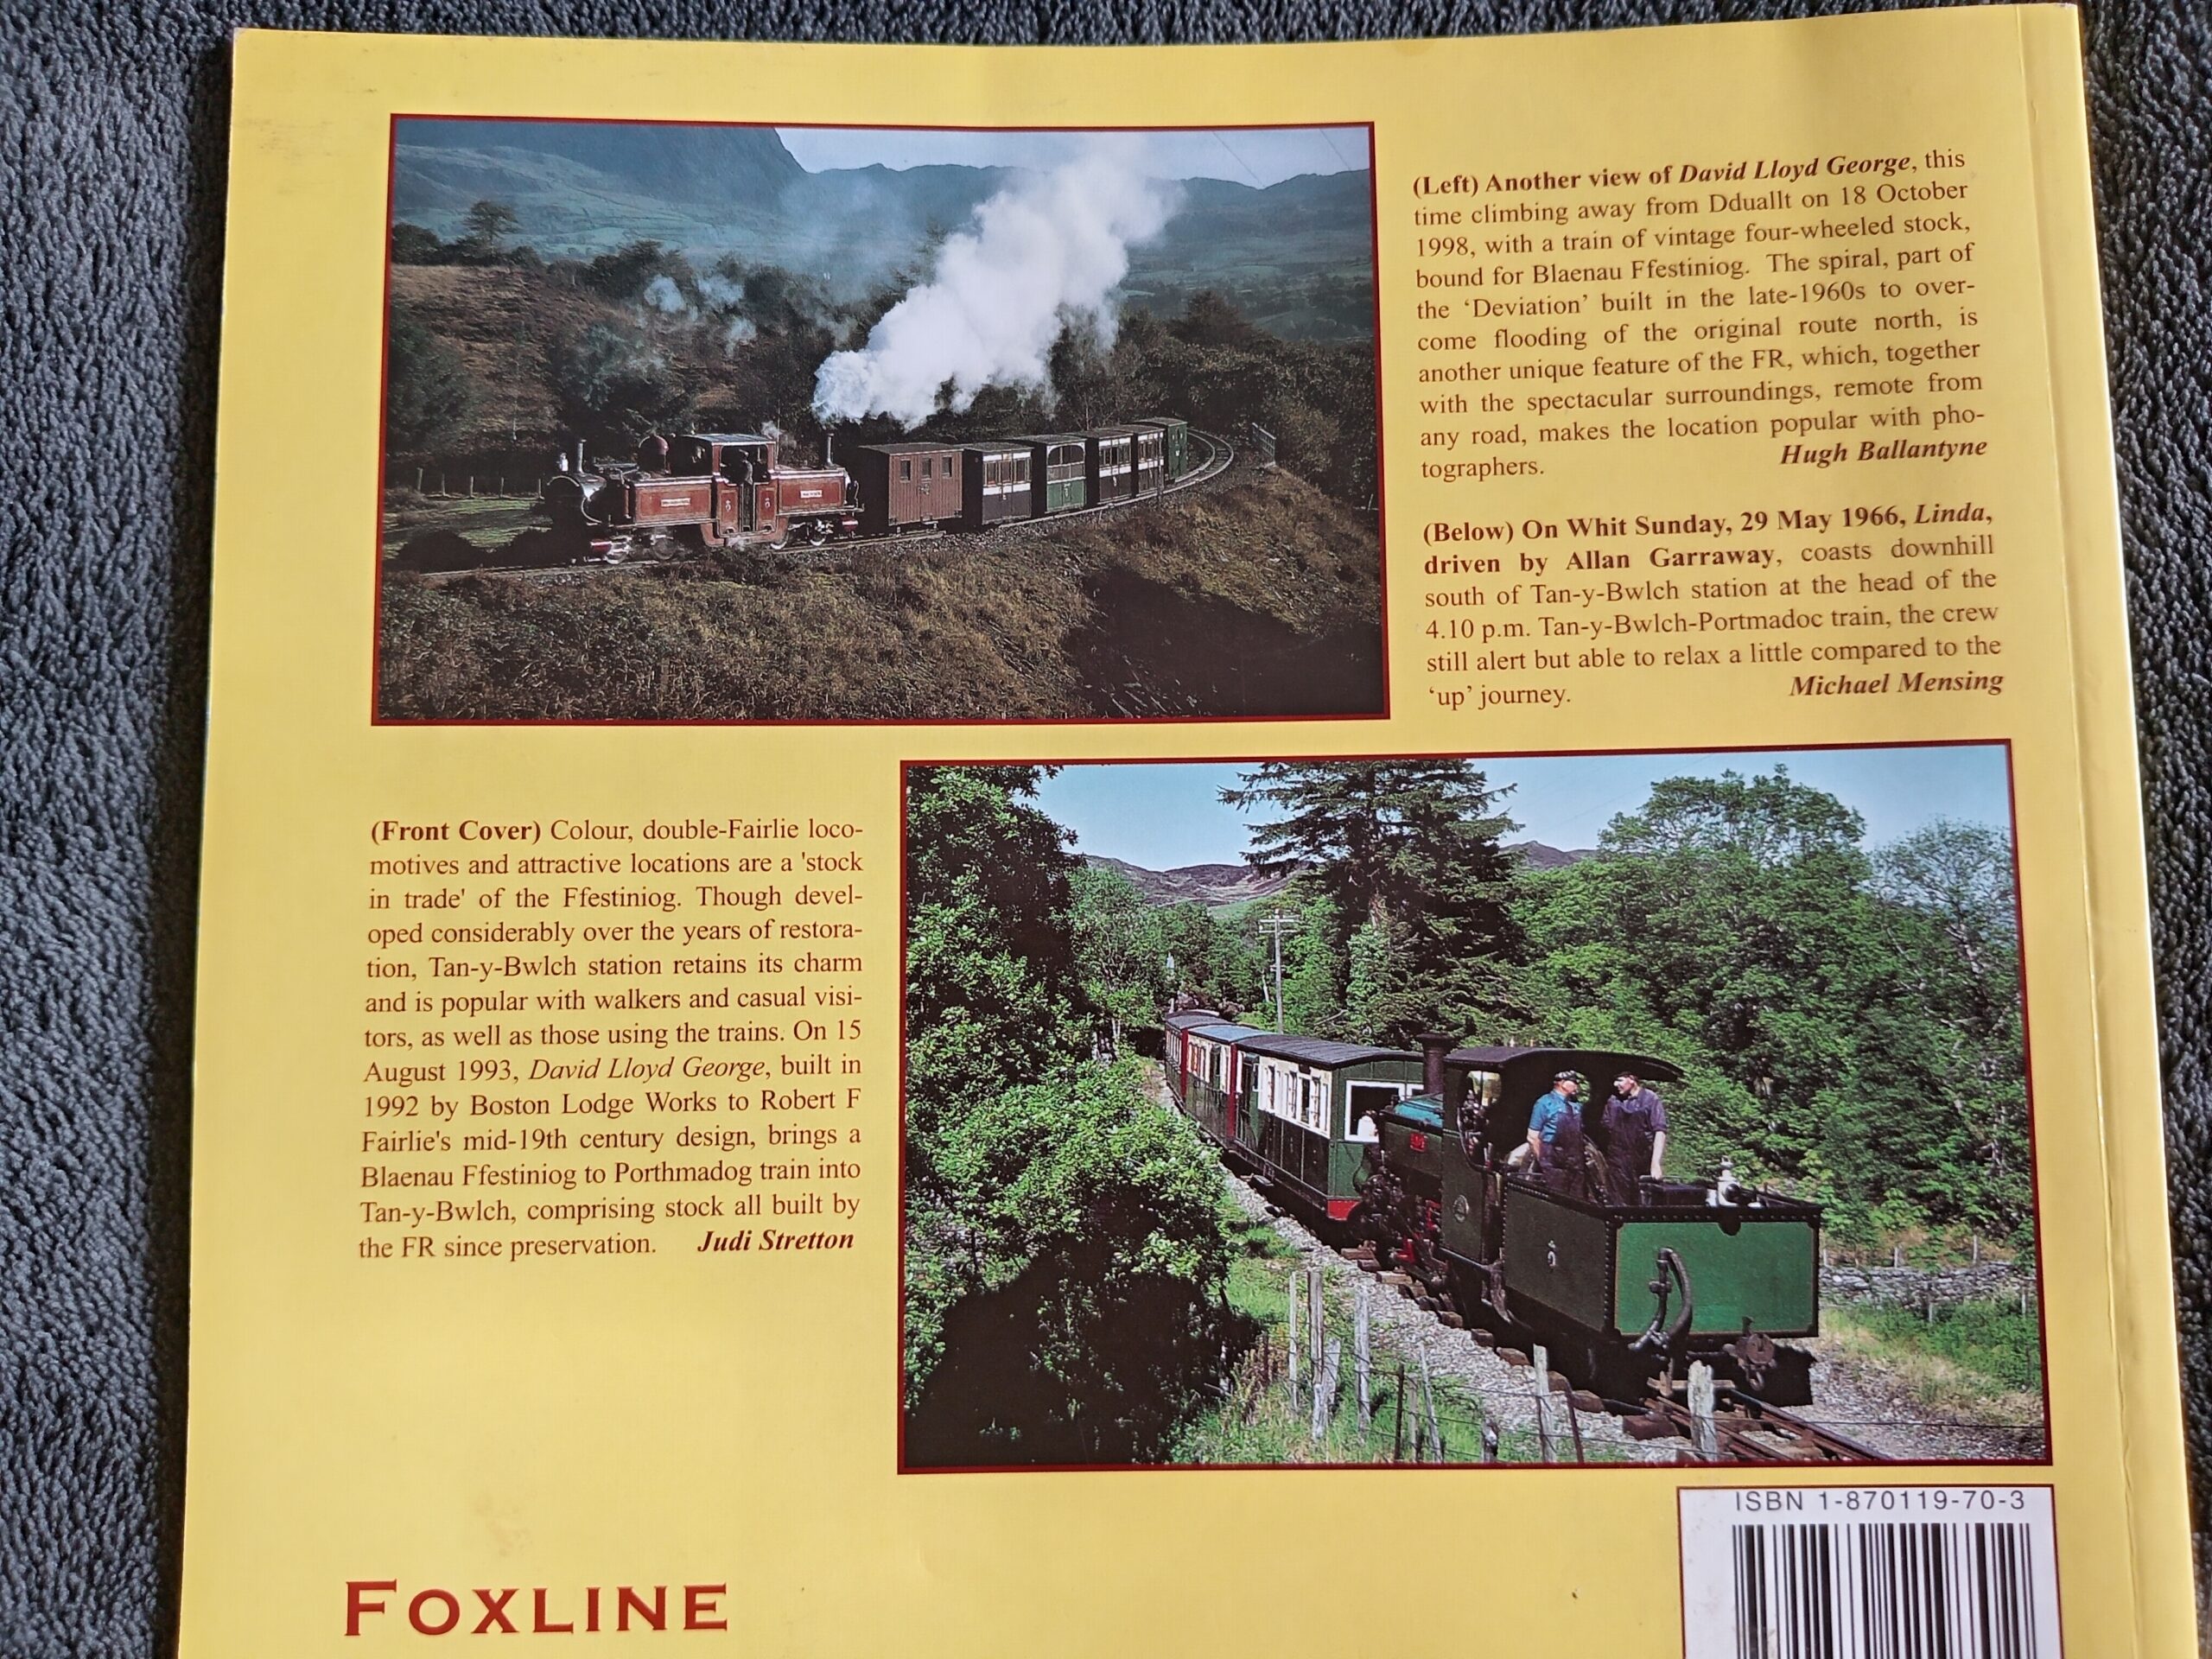 (Left) Another view of David Lloyd George, this
time climbing away from Dduallt on 18 October
1998, with a train of vintage four-wheeled stock,
bound for Blaenau Ffestiniog. The spiral, part of
the ‘Deviation’ built in the late-1960s to over-
come flooding of the original route north, is
another unique feature of the FR, which, together
with the spectacular surroundings, remote from
any road, makes the location popular with pho-
tographers. Hugh Ballantyne
(Below) On Whit Sunday, 29 May 1966, Linda,
driven by Allan Garraway, coasts downhill
south of Tan-y-Bwlch station at the head of the
4.10 p.m. Tan-y-Bwlch-Portmadoc train, the crew
still alert but able to relax a little compared to the
‘up’ journey. Michael Mensing
(Front Cover) Colour, double-Fairlie loco-
motives and attractive locations are a 'stock
in trade' of the Ffestiniog. Though devel-
oped considerably over the years of restora-
tion, Tan-y-Bwlch station retains its charm
and is popular with walkers and casual visi-
tors, as well as those using the trains. On 15
August 1993, David Lloyd George, built in
1992 by Boston Lodge Works to Robert F
Fairlie's mid-19th century design, brings a
Blaenau Ffestiniog to Porthmadog train into
Tan-y-Bwlch, comprising stock all built by
the FR since preservation. Judi Stretton
ISBN 1-870119-70-3
FOXLINE